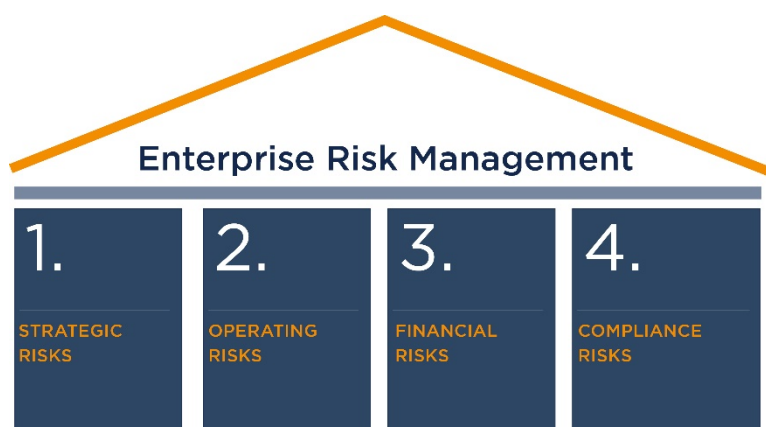 Enterprise Risk Management
1.
STRATEGIC
RISKS
2.
OPERATING
RISKS
3.
FINANCIAL
RISKS
4.
COMPLIANCE
RISKS